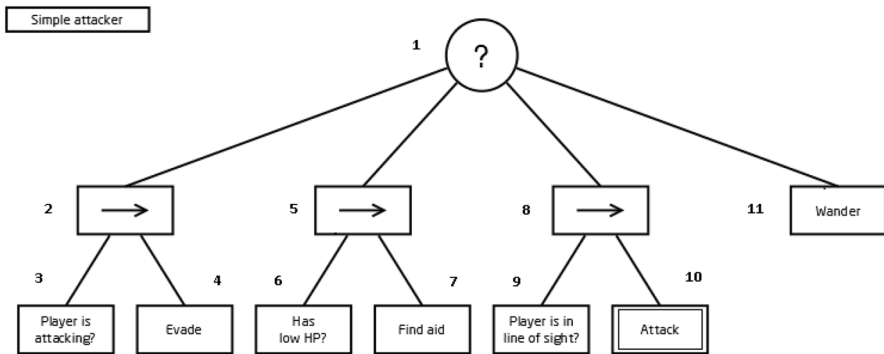 Simple attacker
1
?
2
5
8
11
Wander
3
4
6
7
9
10
Player is
attacking?
Evade
Has
low HP?
Find aid
Player is in
line of sight?
Attack